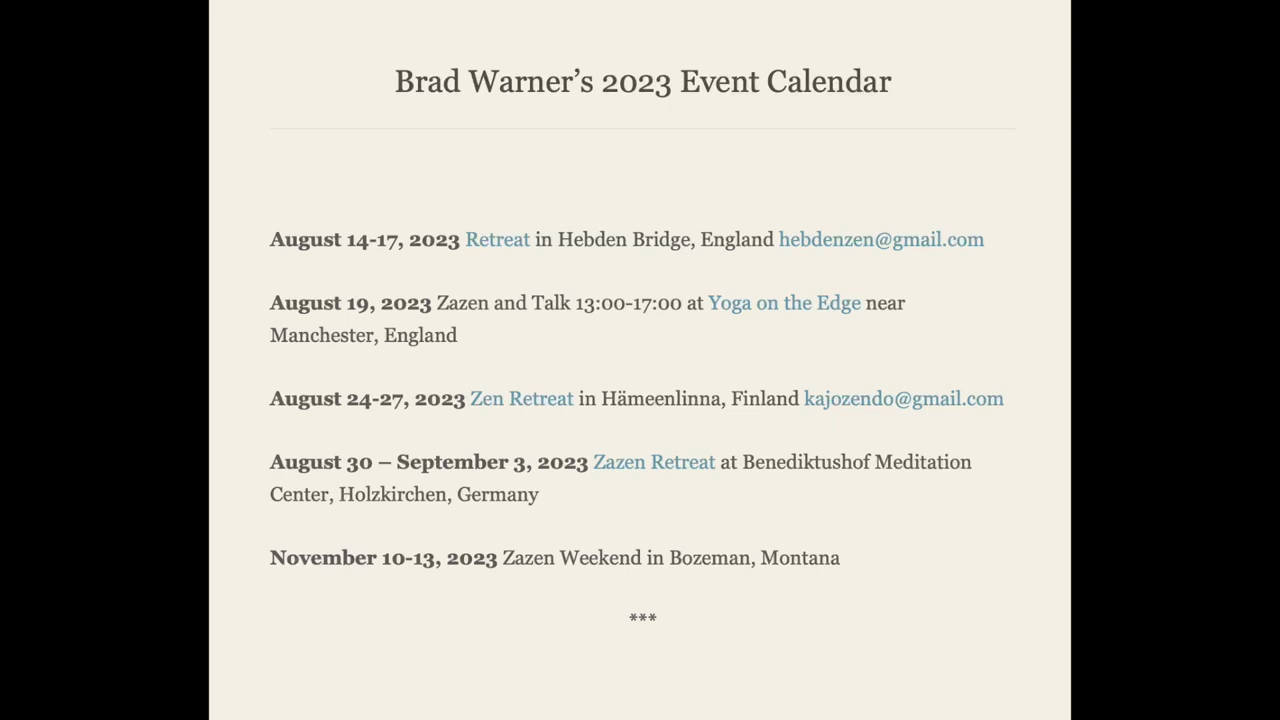 Brad Warner’s 2023 Event Calendar
August 14-17, 2023 Retreat in Hebden Bridge, England hebdenzen@gmail.com
August 19, 2023 Zazen and Talk 13:00-17:00 at Yoga on the Edge near
Manchester, England
August 24-27, 2023 Zen Retreat in Hämeenlinna, Finland kajozendo@gmail.com
August 30 – September 3, 2023 Zazen Retreat at Benediktushof Meditation
Center, Holzkirchen, Germany
November 10-13, 2023 Zazen Weekend in Bozeman, Montana
***